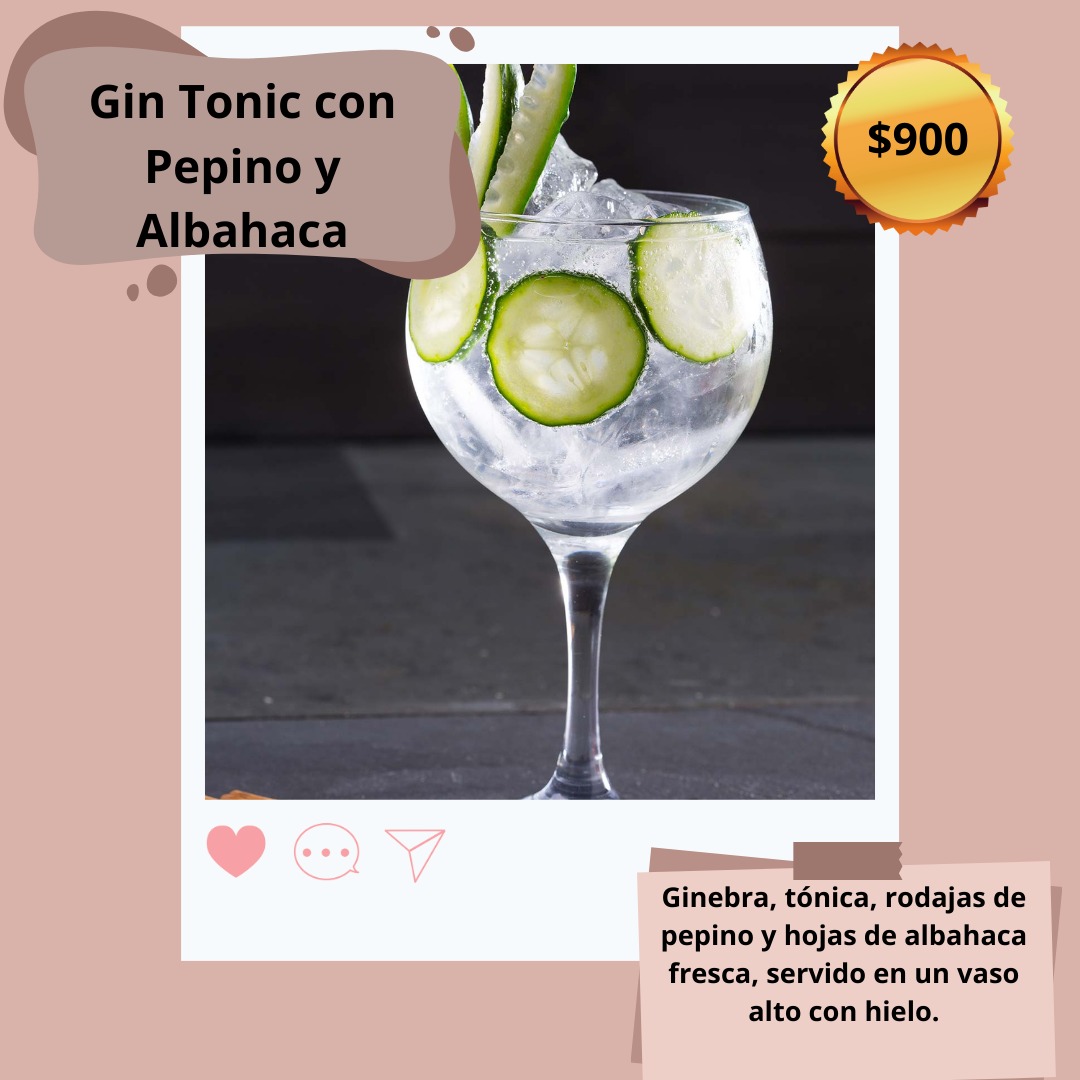 Gin Tonic con
Pepino y
Albahaca
$900
Ginebra, tónica, rodajas de
pepino y hojas de albahaca
fresca, servido en un vaso
alto con hielo.